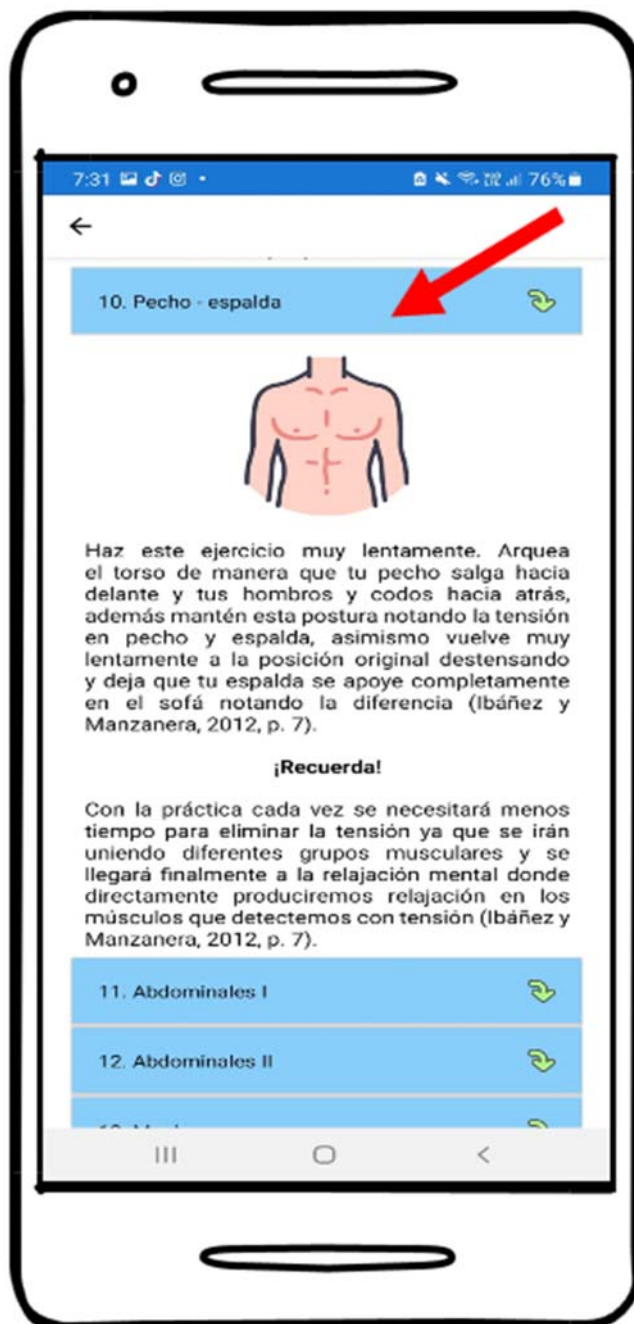 7:31 76%
10. Pecho - espalda
Haz este ejercicio muy lentamente. Arquea
el torso de manera que tu pecho salga hacia
delante y tus hombros y codos hacia atrás,
además mantén esta postura notando la tensión
en pecho y espalda, asimismo vuelve muy
lentamente a la posición original destensando
y deja que tu espalda se apoye completamente
en el sofá notando la diferencia (Ibáñez y
Manzanera, 2012, p. 7).
¡Recuerda!
Con la práctica cada vez se necesitará menos
tiempo para eliminar la tensión ya que se irán
uniendo diferentes grupos musculares y se
llegará finalmente a la relajación mental donde
directamente produciremos relajación en los
músculos que detectemos con tensión (Ibáñez y
Manzanera, 2012, p. 7).
11. Abdominales I
12. Abdominales II